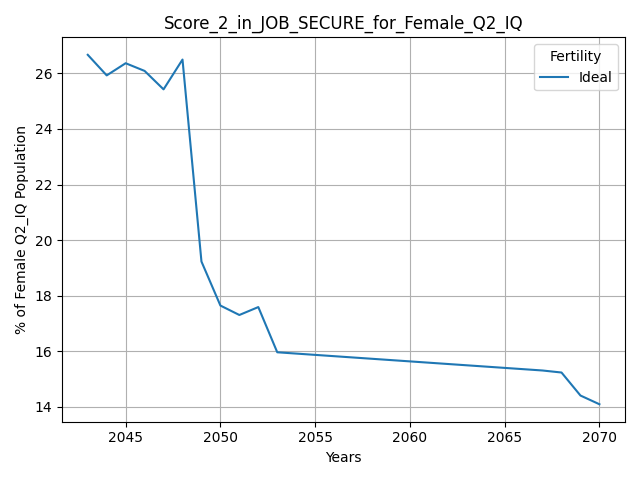 Score_2_in_JOB_SECURE_for_Female_Q2_IQ
% of Female Q2_IQ Population
26
24
22
20
18
16
14
Fertility
Ideal
2045 2050 2055 2060 2065 2070
Years